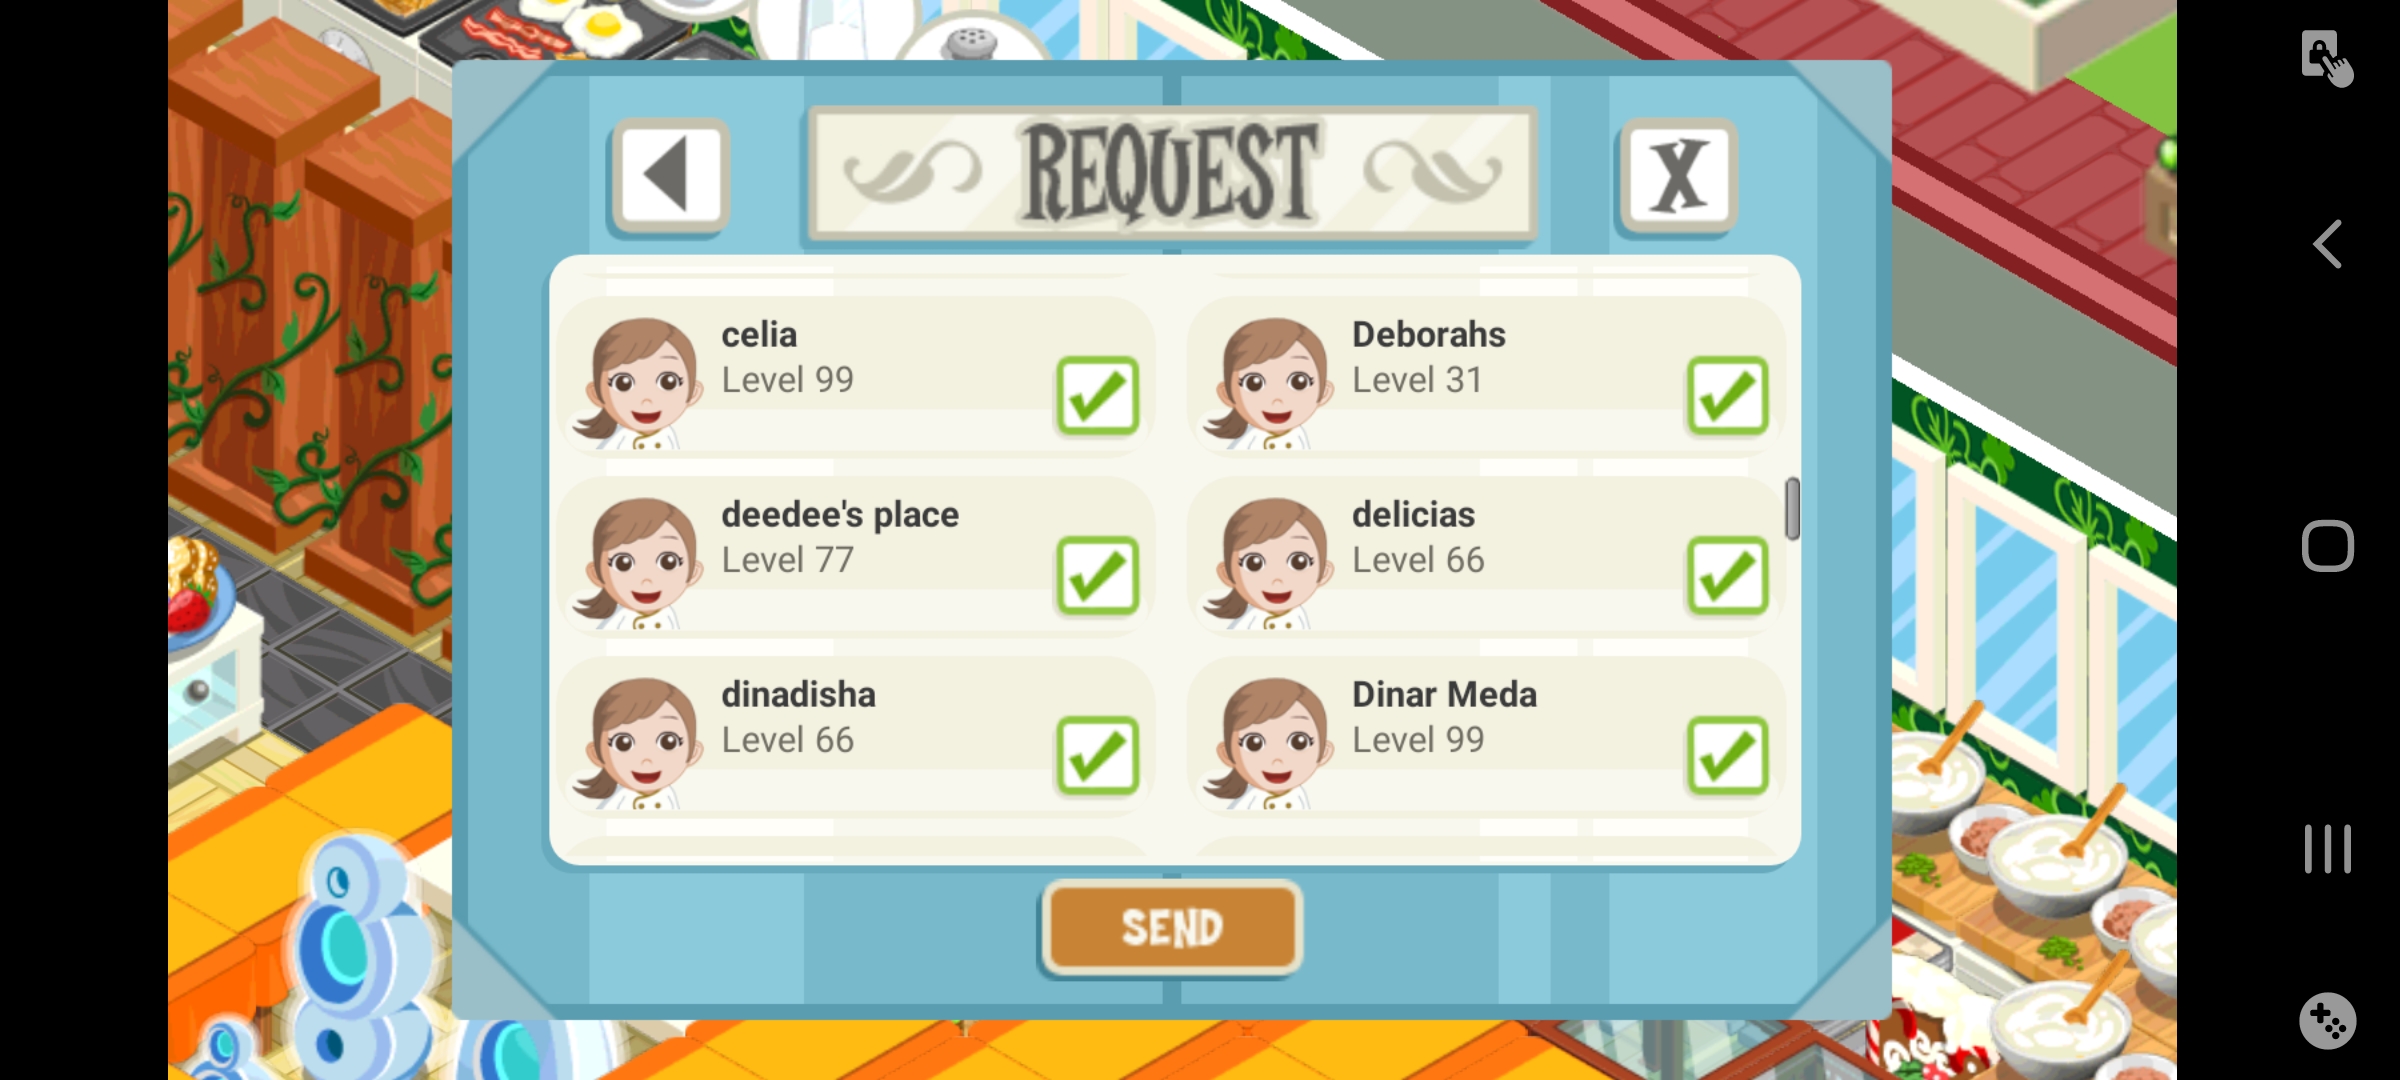 REQUEST
X
celia
Level 99
Deborahs
Level 31
deedee's place
Level 77
delicias
Level 66
dinadisha
Level 66
Dinar Meda
Level 99
SEND